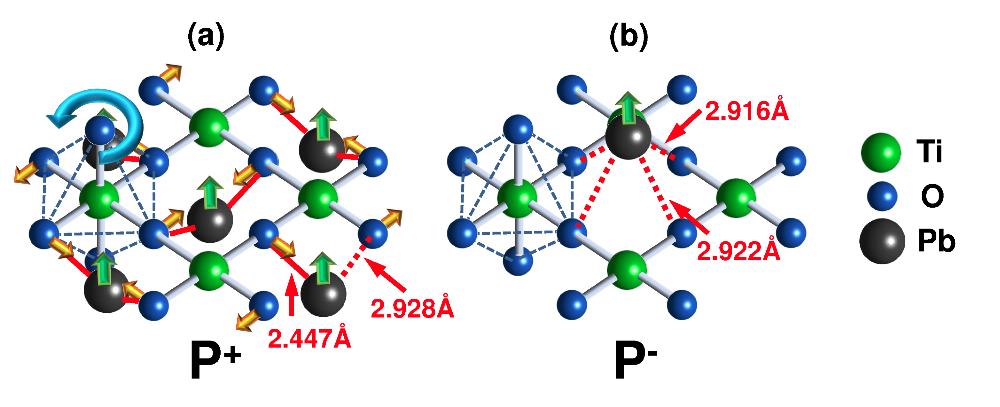 (a)
(b)
2.916Å
2.922Å
2.928Å
2.447Å
P+
P-
Ti
O
Pb